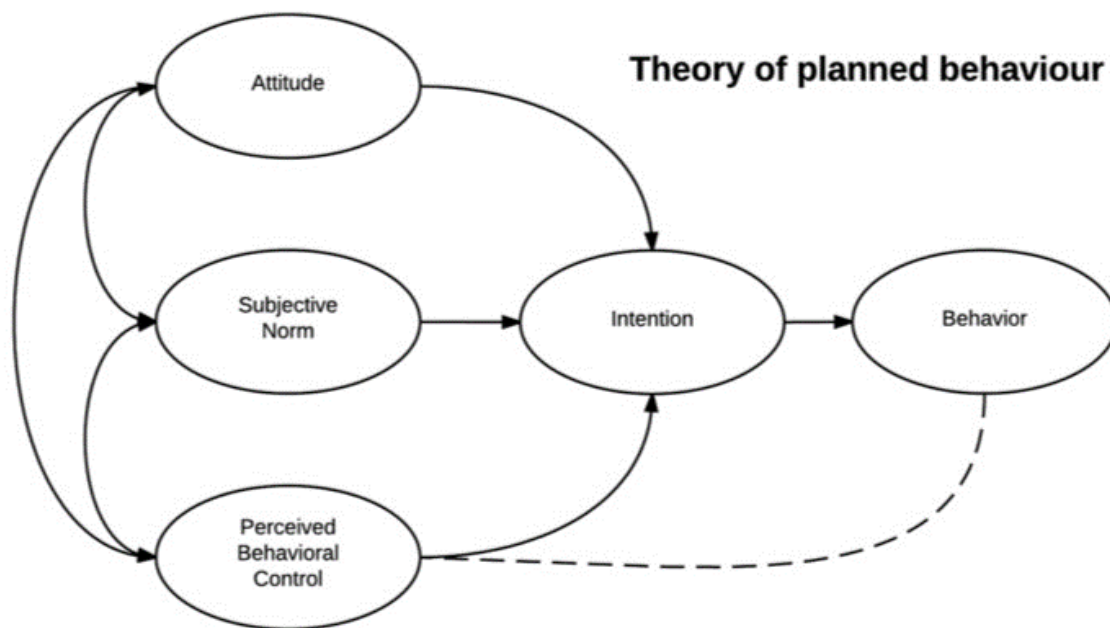 Theory of planned behaviour
Attitude
Subjective
Norm
Intention
Behavior
Perceived
Behavioral
Control